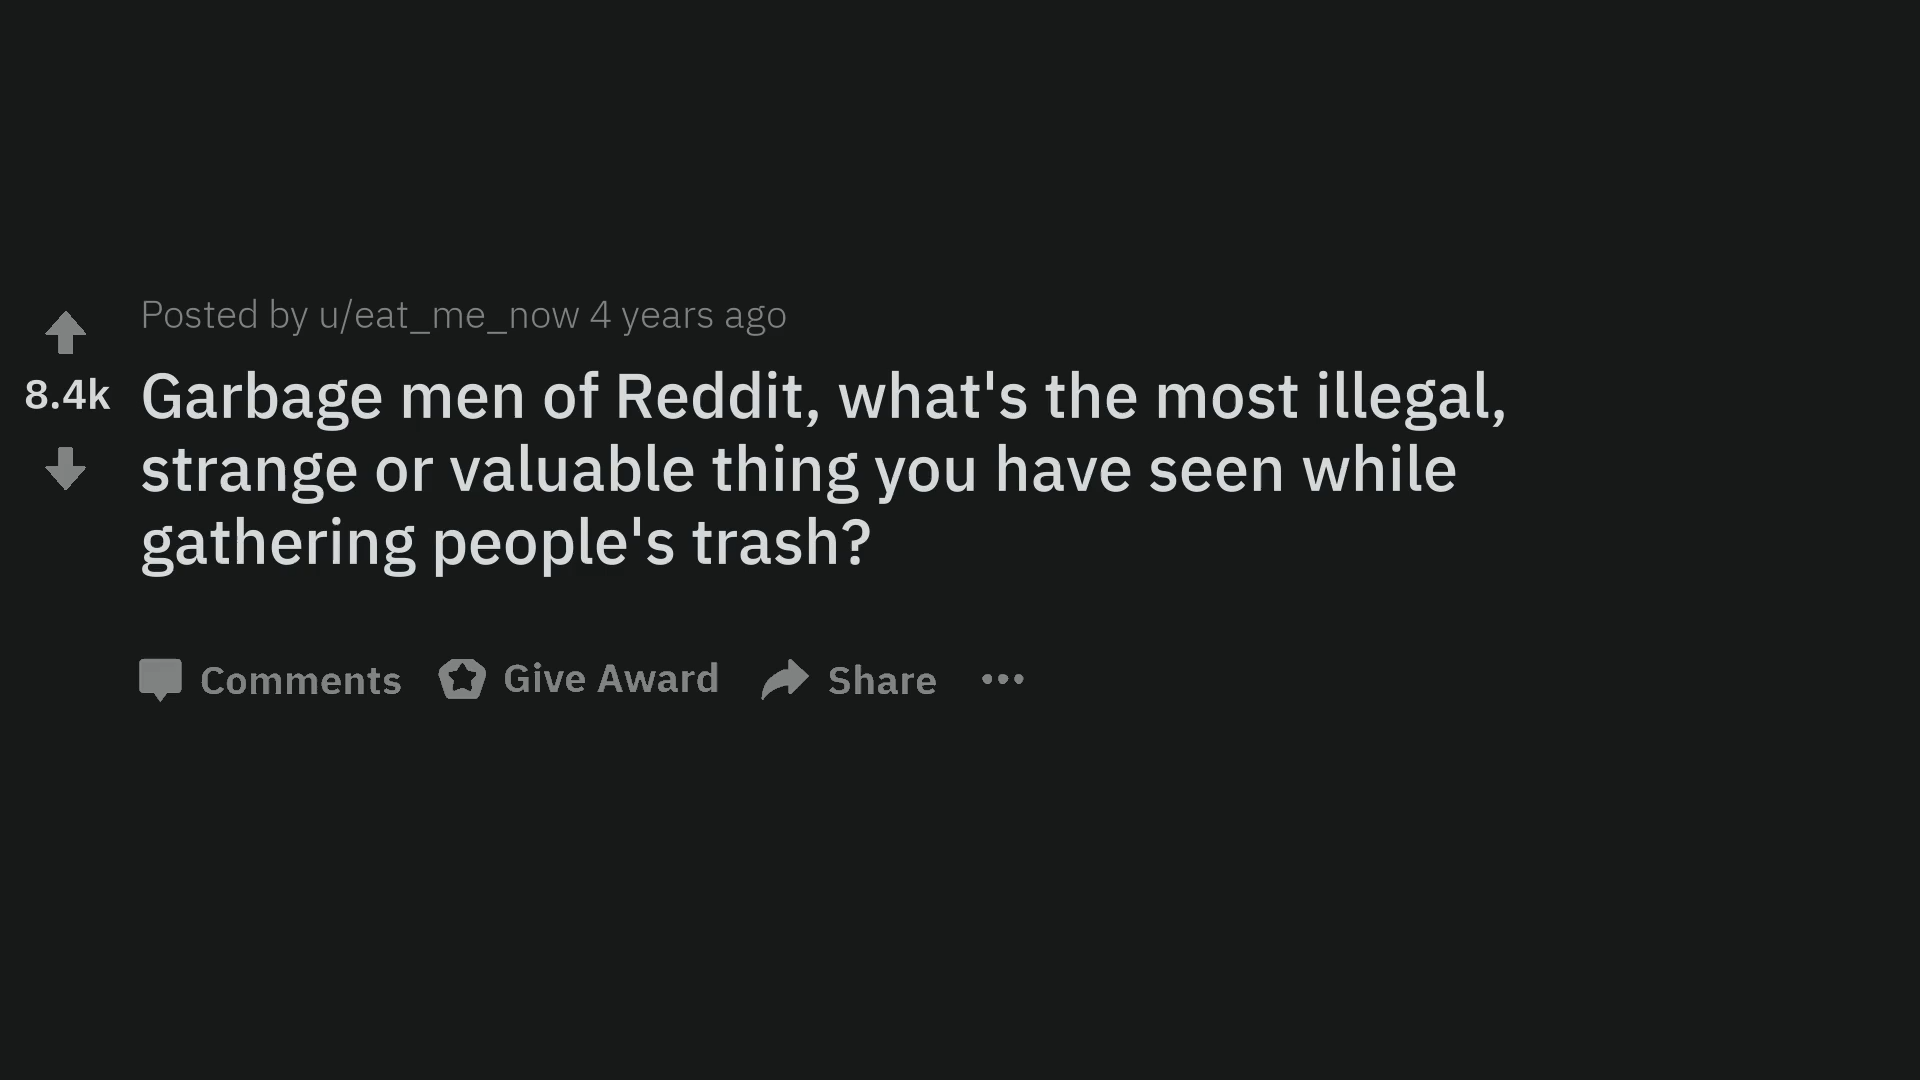 Posted by u/eat_me_now 4 years ago
8.4k
Garbage men of Reddit, what's the most illegal,
strange or valuable thing you have seen while
gathering people's trash?
Comments Give Award Share •••